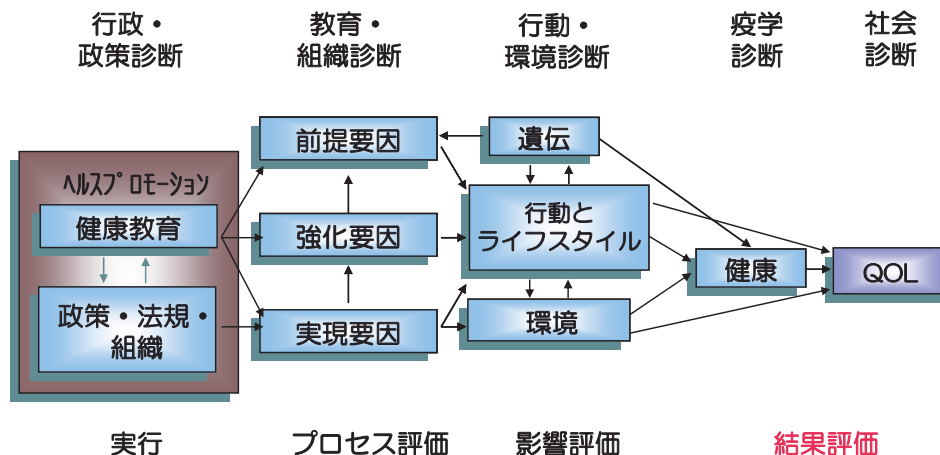 行政・
政策診断
教育・
組織診断
行動・
環境診断
疫学
診断
社会
診断
ﾍﾙｽﾌﾟﾛﾓｰｼｮﾝ
健康教育
政策・法規・
組織
前提要因
強化要因
実現要因
遺伝
行動と
ライフスタイル
環境
健康
QOL
実行
プロセス評価
影響評価
結果評価